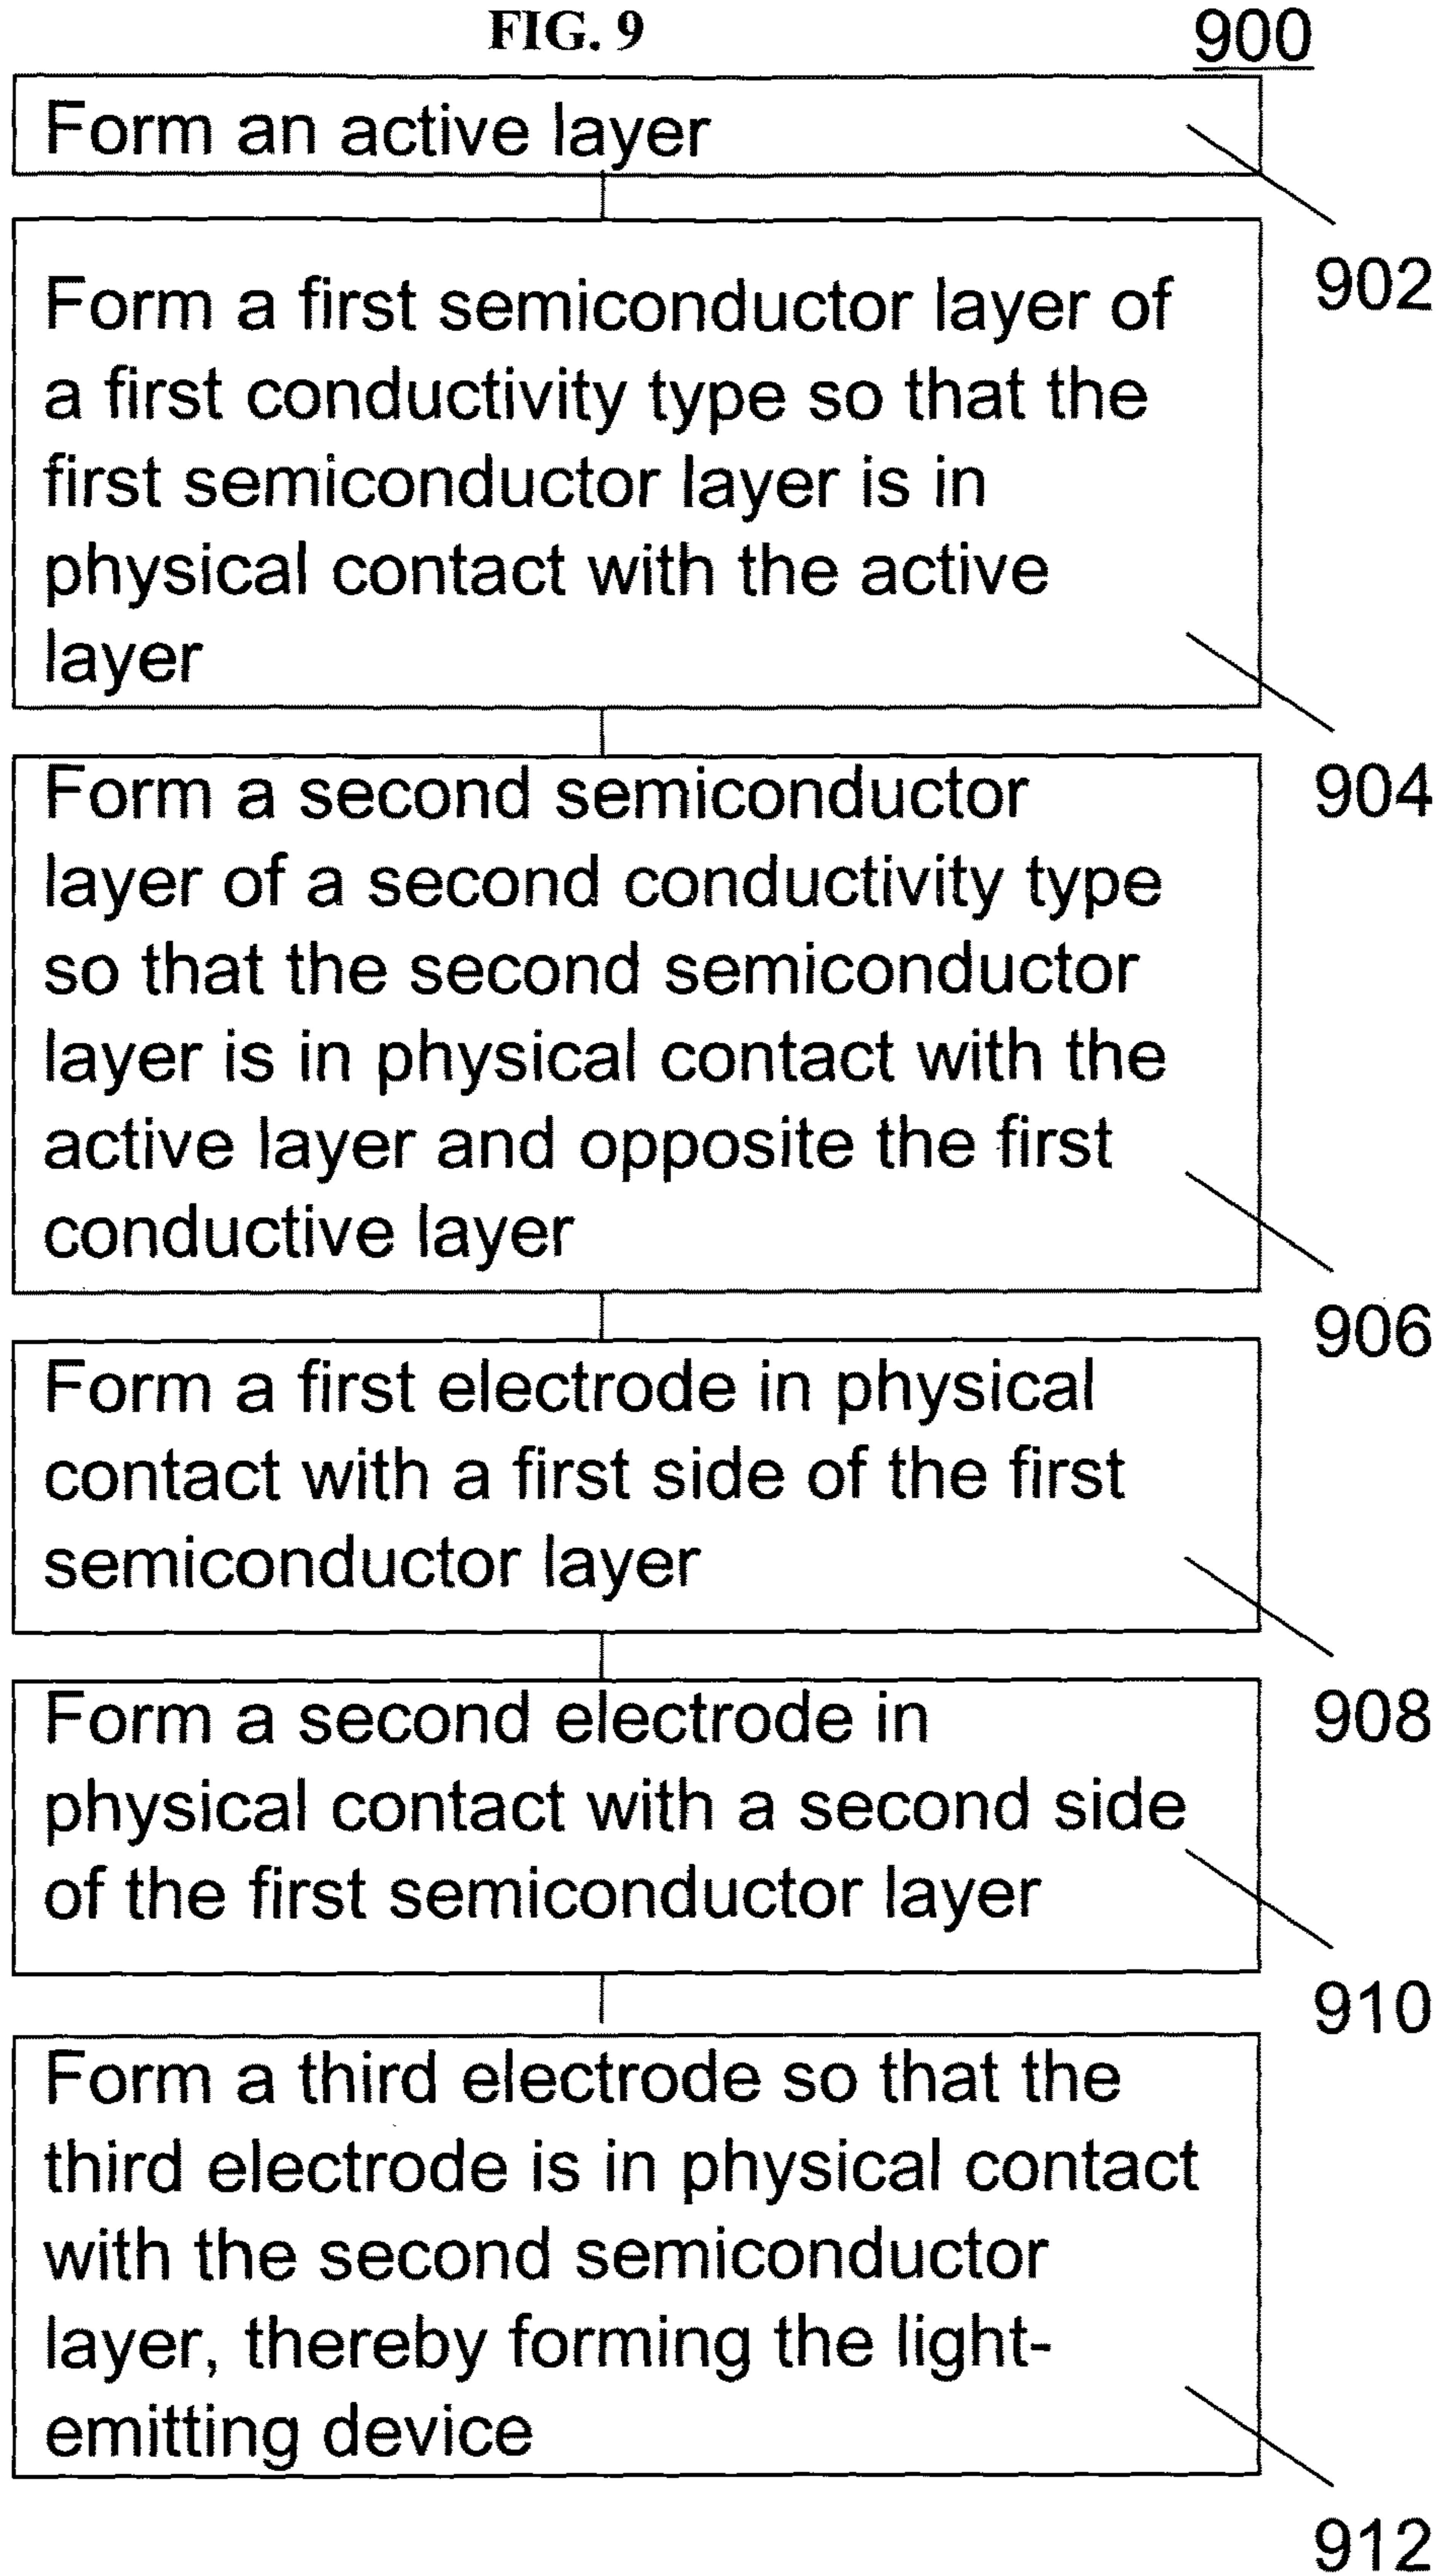 FIG. 9
900
Form an active layer
902
Form a first semiconductor layer of
a first conductivity type so that the
first semiconductor layer is in
physical contact with the active
layer
904
Form a second semiconductor
layer of a second conductivity type
so that the second semiconductor
layer is in physical contact with the
active layer and opposite the first
conductive layer
906
Form a first electrode in physical
contact with a first side of the first
semiconductor layer
908
Form a second electrode in
physical contact with a second side
of the first semiconductor layer
910
Form a third electrode so that the
third electrode is in physical contact
with the second semiconductor
layer, thereby forming the light-
emitting device
912